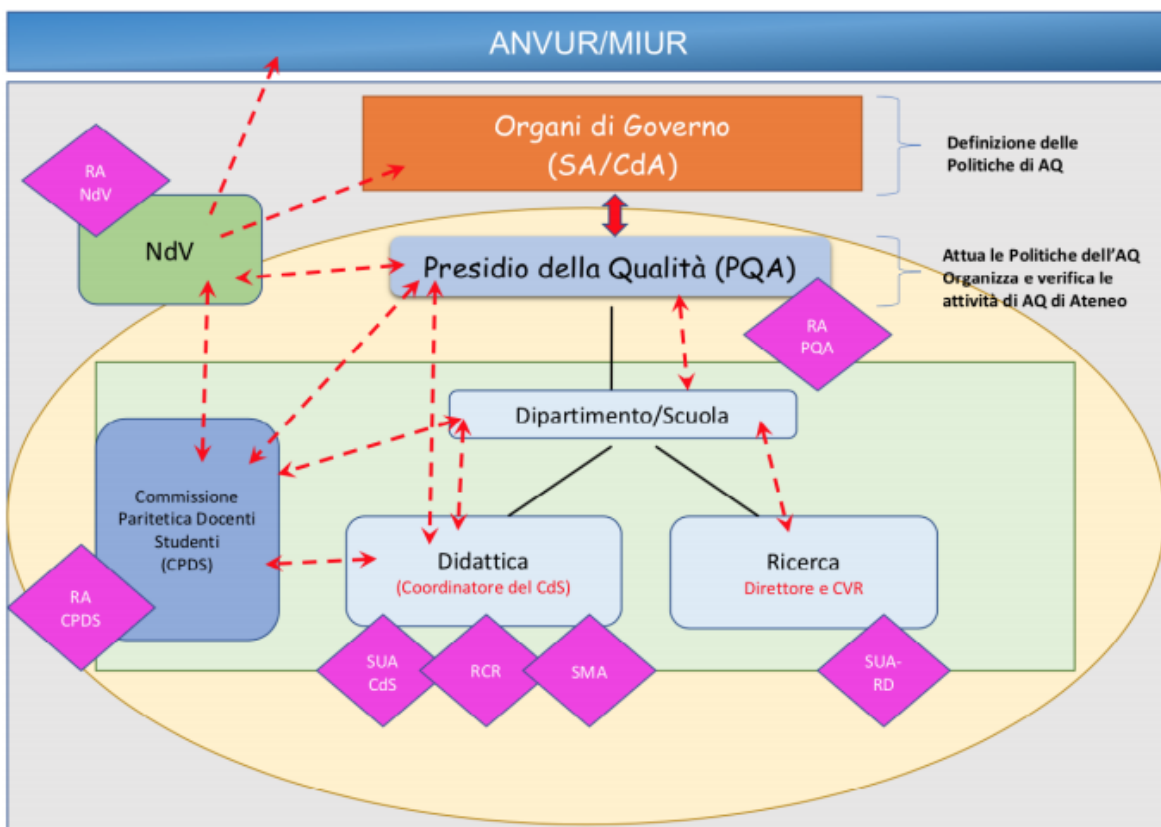 ANVUR/MIUR
Organi di Governo
(SA/CdA)
Definizione delle
Politiche di AQ
RA
NdV
NdV
Presidio della Qualità (PQA)
Attua le Politiche dell'AQ
Organizza e verifica le
attività di AQ di Ateneo
RA
PQA
Dipartimento/Scuola
Commissione
Paritetica Docenti
Studenti
(CPDS)
Didattica
(Coordinatore del CdS)
Ricerca
Direttore e CVR
RA
CPDS
SUA
CdS
RCR
SMA
SUA-
RD